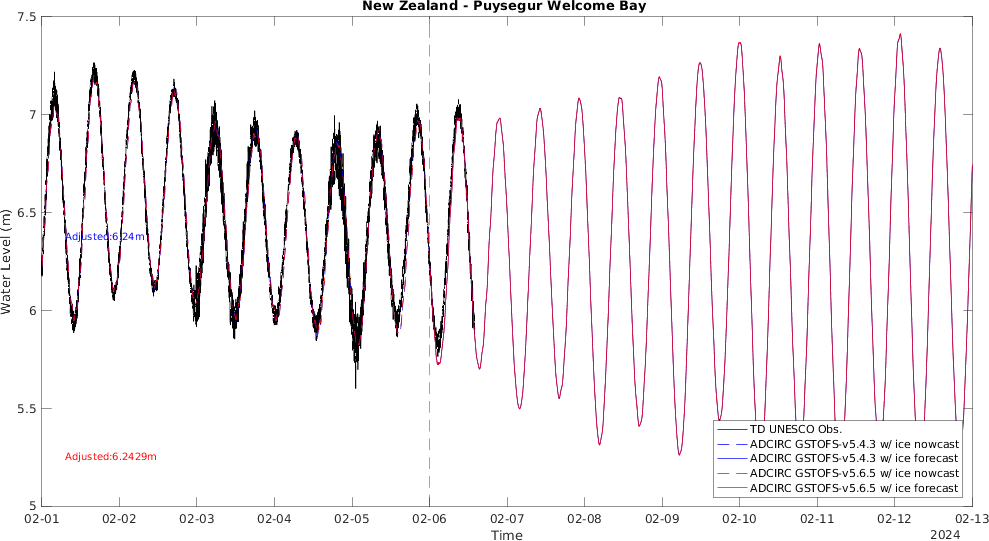 New Zealand - Puysegur Welcome Bay
7.5
7
6.5
6
5.5
5
Water Level (m)
Adjusted:6.24m
Adjusted:6.2429m
TD UNESCO Obs.
ADCIRC GSTOFS-v5.4.3 w/ ice nowcast
ADCIRC GSTOFS-v5.4.3 w/ ice forecast
ADCIRC GSTOFS-v5.6.5 w/ ice nowcast
ADCIRC GSTOFS-v5.6.5 w/ ice forecast
02-01 02-02 02-03 02-04 02-05 02-06 02-07 02-08 02-09 02-10 02-11 02-12 02-13
Time
2024